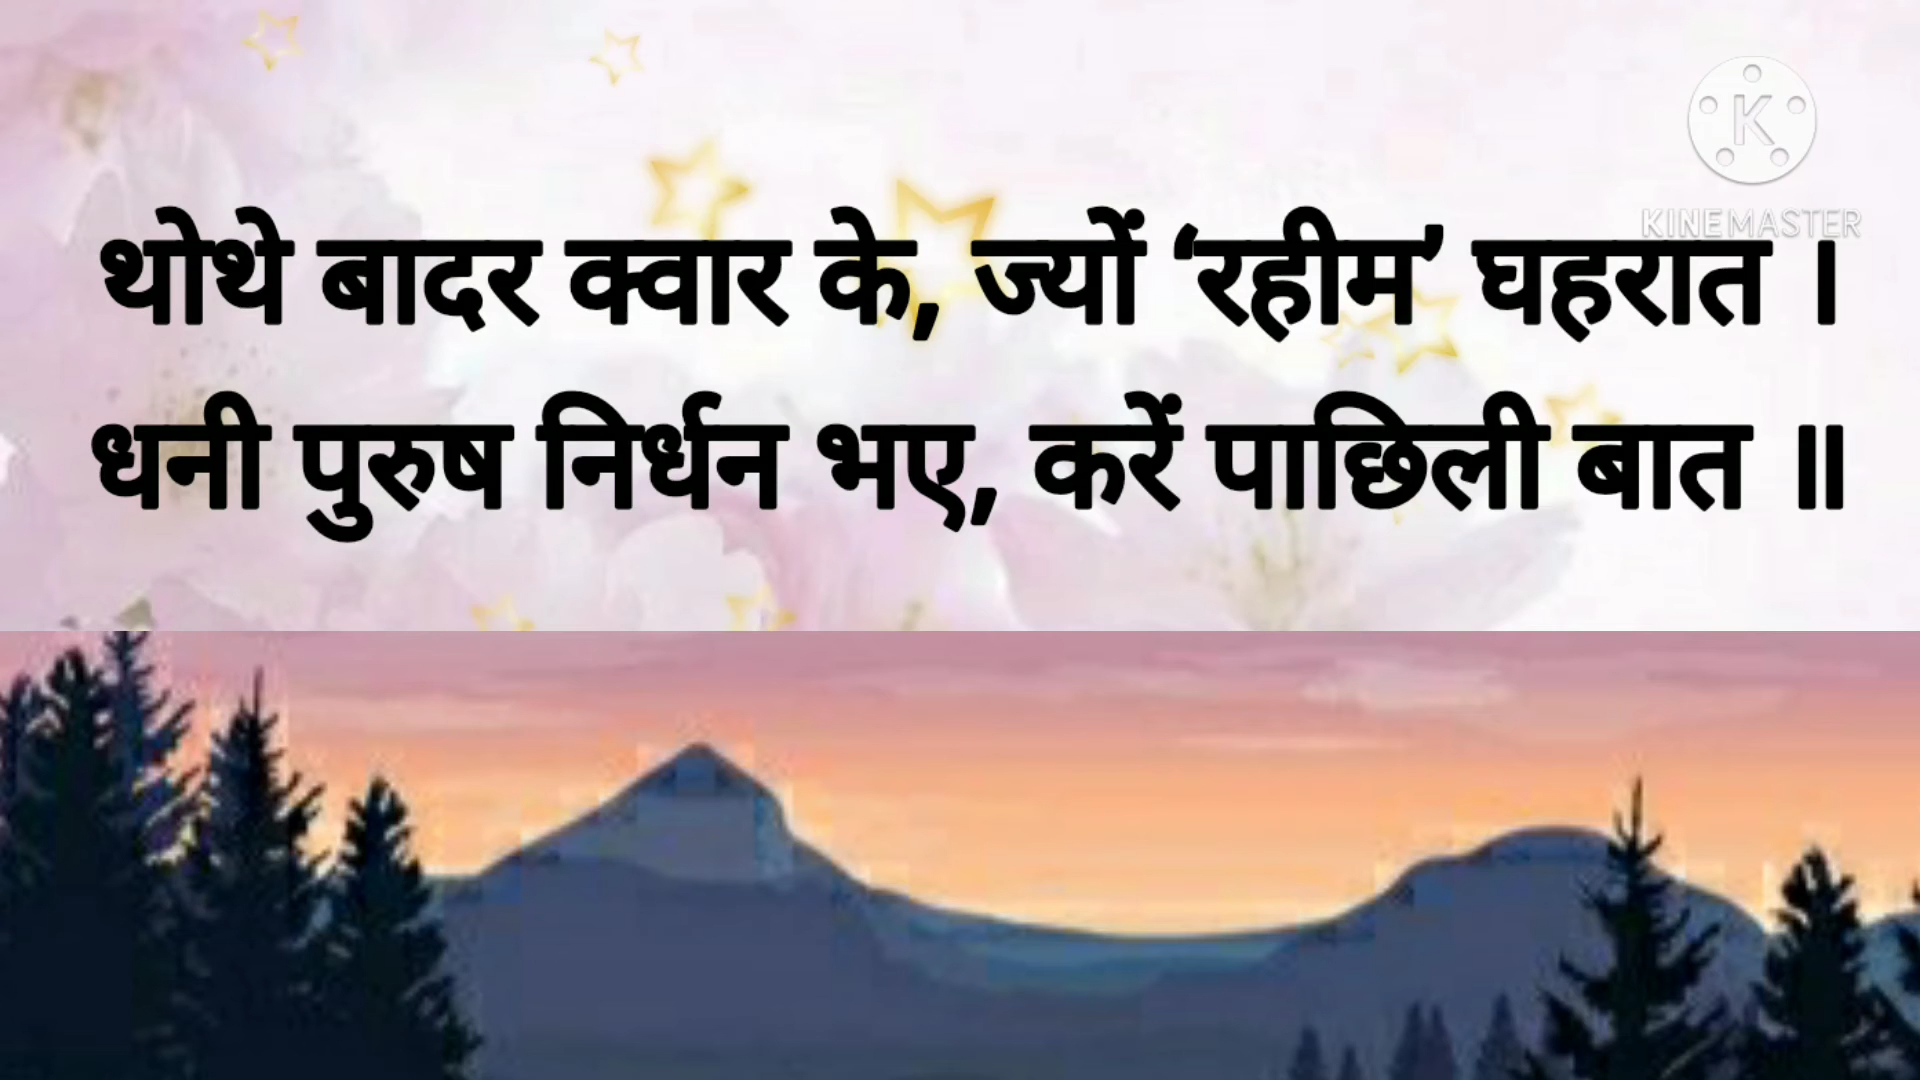 KINEMASTER
थोथे बादर क्वार के, ज्यों ‘रहीम’ घहरात ।
धनी पुरुष निर्धन भए, करें पाछिली बात ॥